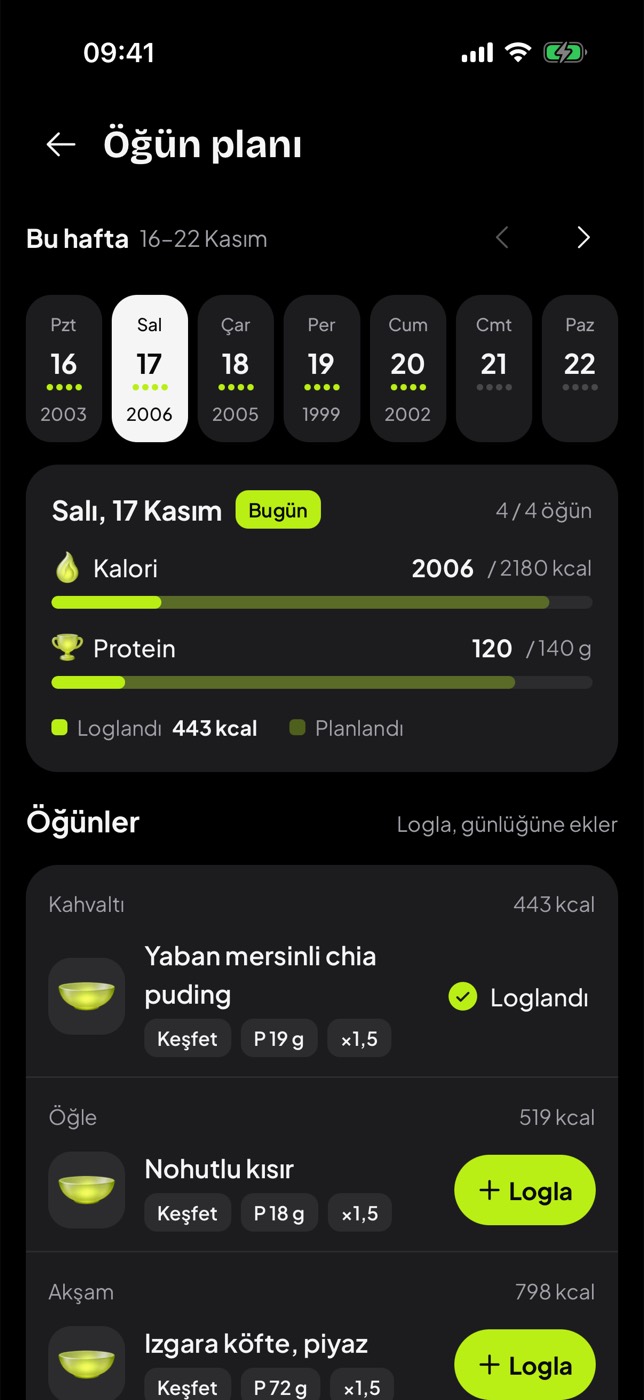 09:41
Öğün planı
Bu hafta 16–22 Kasım
Pzt Sal Çar Per Cum Cmt Paz
16 17 18 19 20 21 22
2003 2006 2005 1999 2002
Salı, 17 Kasım Bugün 4 / 4 öğün
Kalori 2006 / 2180 kcal
Protein 120 / 140 g
Loglandı 443 kcal Planlandı
Öğünler Logla, günlüğüne ekler
Kahvaltı 443 kcal
Yaban mersinli chia
puding
Loglandı
Keşfet P 19 g ×1,5
Öğle 519 kcal
Nohutlu kısır
+ Logla
Keşfet P 18 g ×1,5
Akşam 798 kcal
Izgara köfte, piyaz
+ Logla
Keşfet P 72 g ×1,5